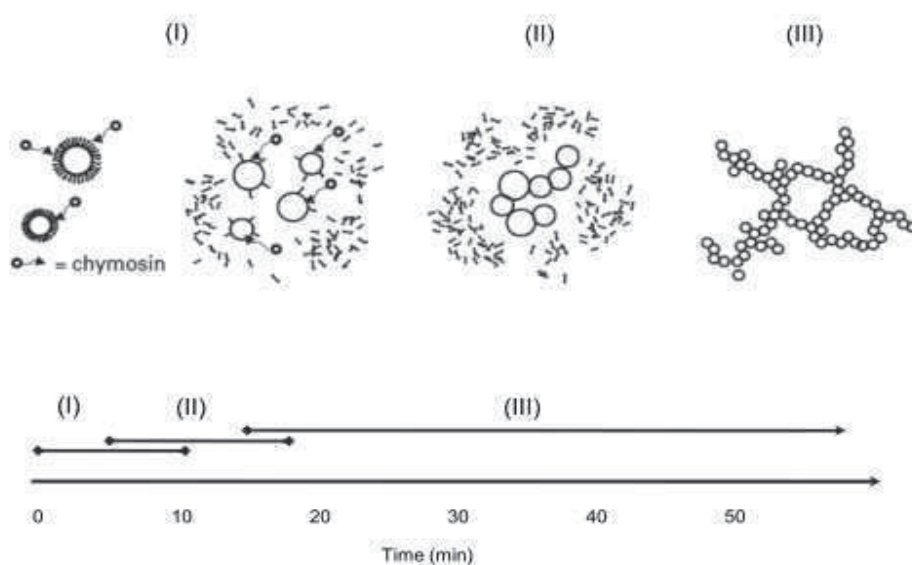 (I) (II) (III)
= chymosin
(I) (II) (III)
0 10 20 30 40 50
Time (min)